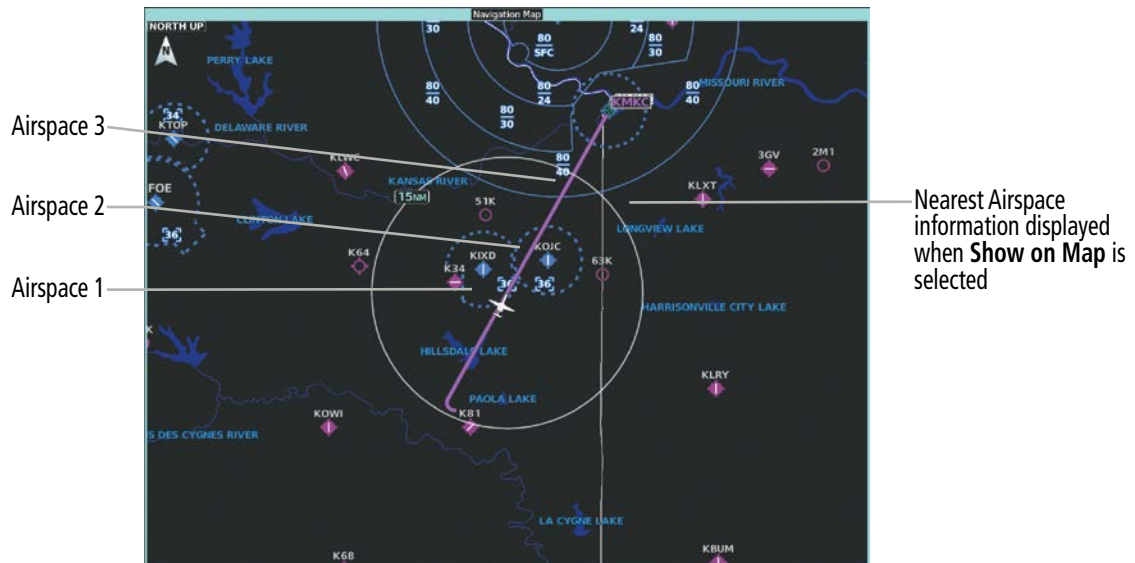 Navigation Map
NORTH UP
N
30
80
SFC
24
80
30
PERRY LAKE
MISSOURI RIVER
80
40
80
24
80
40
KMKC
34
KTOP
DELAWARE RIVER
80
30
Airspace 3
80
40
3GV
2M1
KLWC
KANSAS RIVER
KLXT
FOE
15NM
51K
Airspace 2
CLINTON LAKE
LONGVIEW LAKE
36
K64
KIXD
KOJC
63K
K34
36
36
Airspace 1
HARRISONVILLE CITY LAKE
HILLSDALE LAKE
KLRY
PAOLA LAKE
KOWI
K81
S DES CYGNES RIVER
LA CYGNE LAKE
K6B
KBUM
Nearest Airspace
information displayed
when Show on Map is
selected